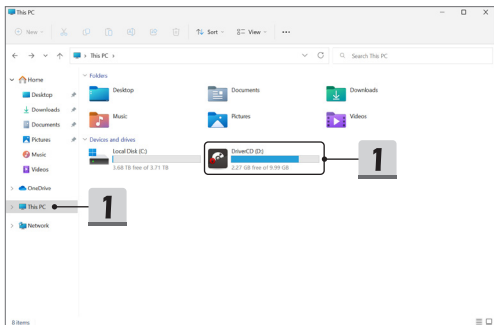 This PC
New Sort View •••
This PC Search This PC
Home
Desktop
Downloads
Documents
Pictures
Music
Videos
OneDrive
This PC
Network
Folders
Desktop Documents Downloads
Music Pictures Videos
Devices and drives
Local Disk (C:) DriverCD (D:)
3.68 TB free of 3.71 TB 2.27 GB free of 9.99 GB
1
1
8 items